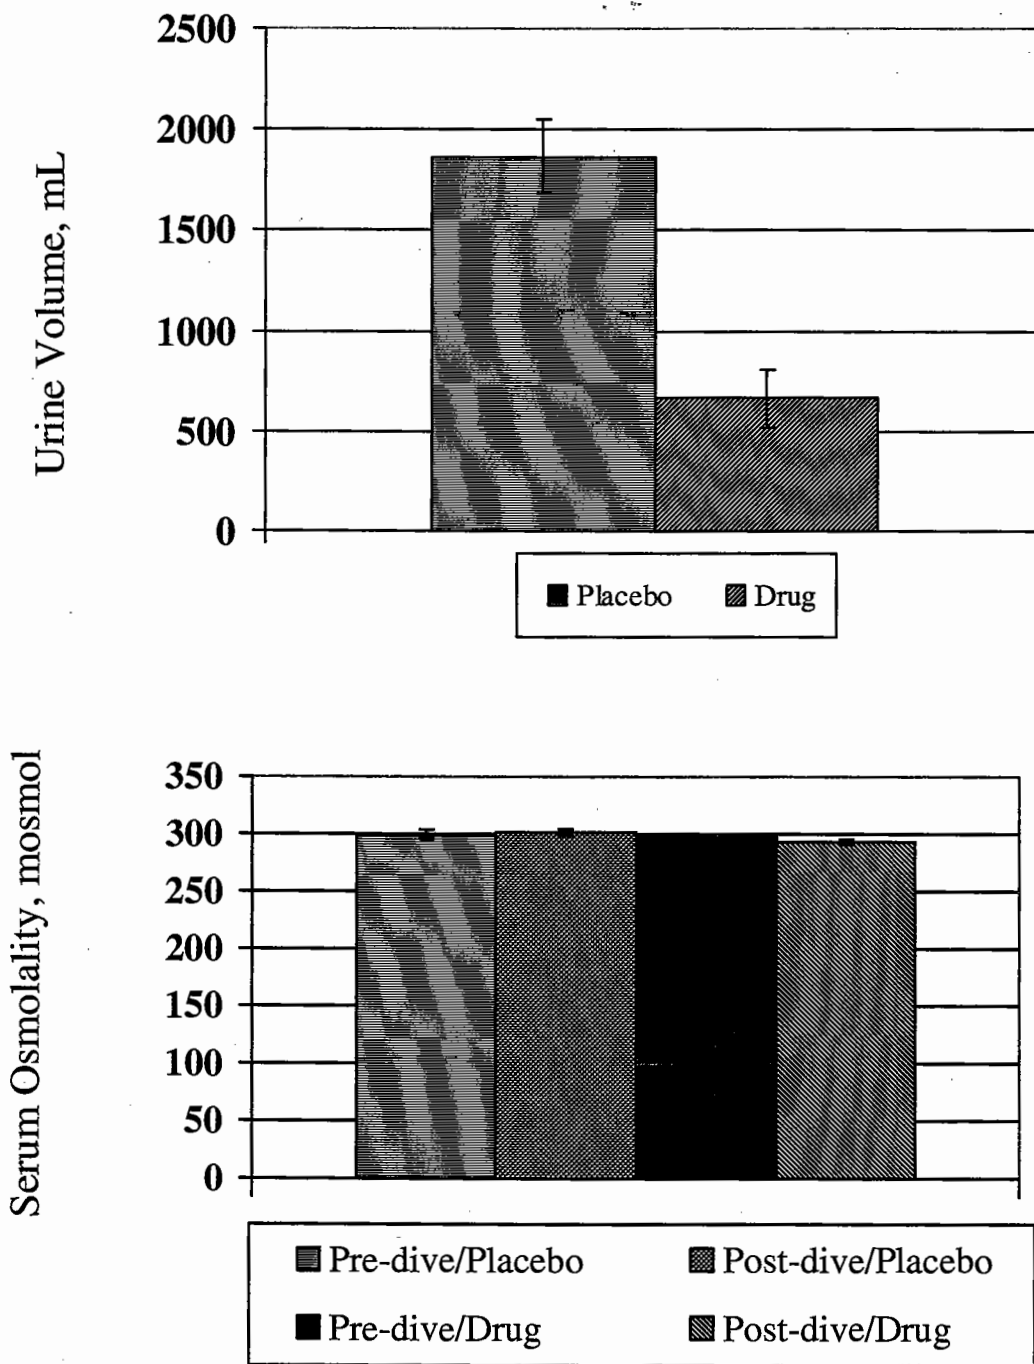 Urine Volume, mL
2500
2000
1500
1000
500
0
Placebo Drug
Serum Osmolality, mosmol
350
300
250
200
150
100
50
0
Pre-dive/Placebo Post-dive/Placebo
Pre-dive/Drug Post-dive/Drug